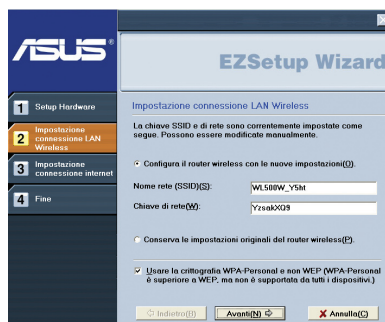 ASUS®
EZSetup Wizard
1 Setup Hardware
2 Impostazione
connessione LAN
Wireless
3 Impostazione
connessione internet
4 Fine
Impostazione connessione LAN Wireless
La chiave SSID e di rete sono correntemente impostate come
segue. Possono essere modificate manualmente.
Configura il router wireless con le nuove impostazioni(O).
Nome rete (SSID)(S): WL500W_Y5ht
Chiave di rete(W): YzsakXQ9
Conserva le impostazioni originali del router wireless(P).
Usare la crittografia WPA-Personal e non WEP (WPA-Personal
è superiore a WEP, ma non è supportata da tutti i dispositivi.)
Indietro(B) Avanti(N) Annulla(C)